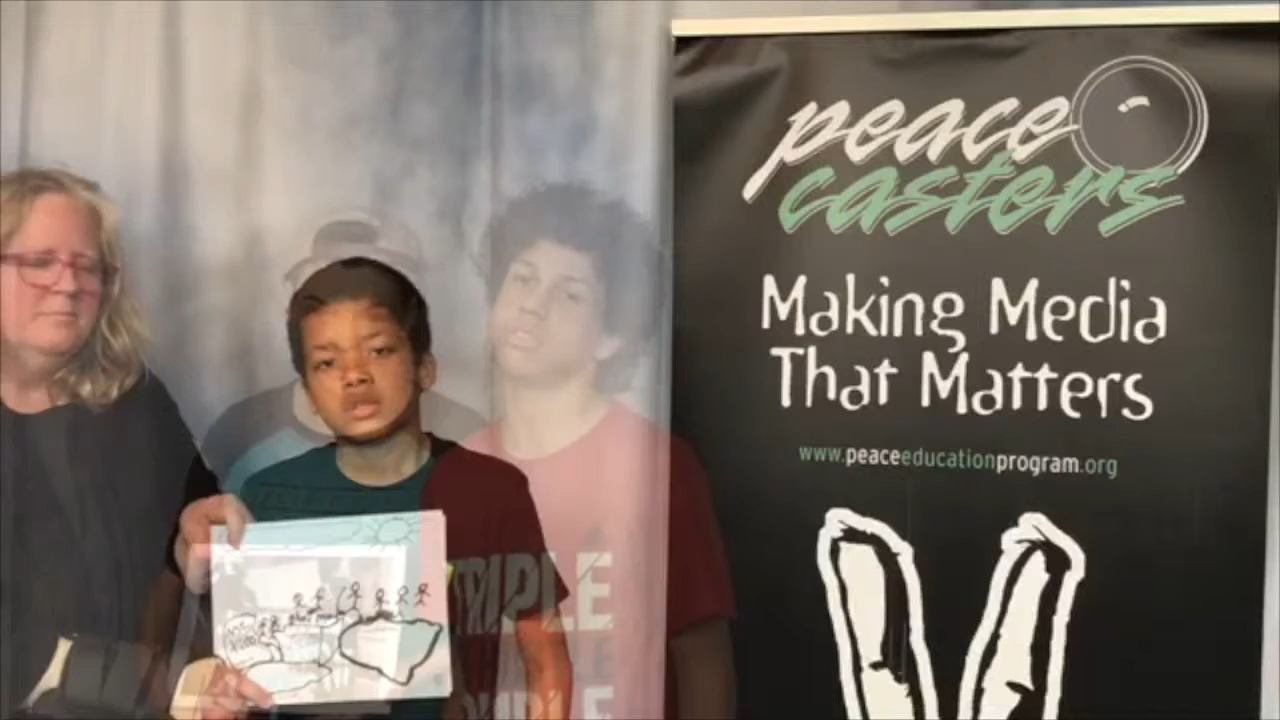 peace
casters
Making Media
That Matters
www.peaceeducationprogram.org
TRIPLE